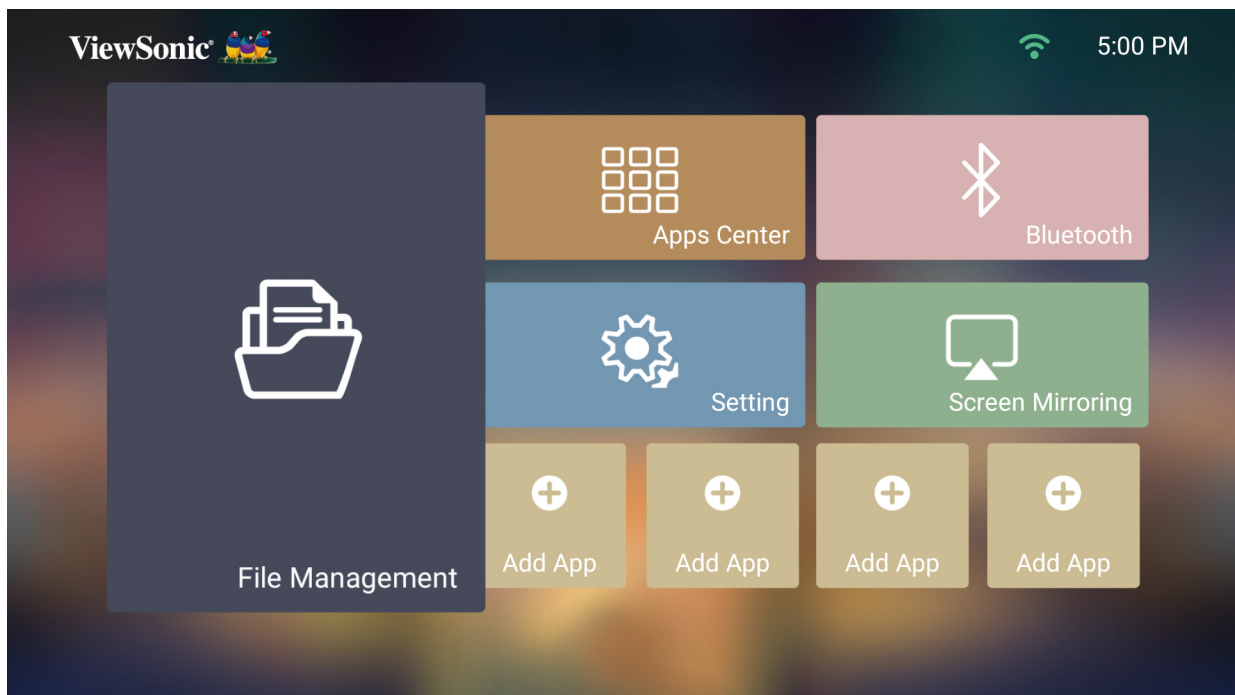 ViewSonic®
5:00 PM
Apps Center
Bluetooth
Setting
Screen Mirroring
File Management
Add App
Add App
Add App
Add App